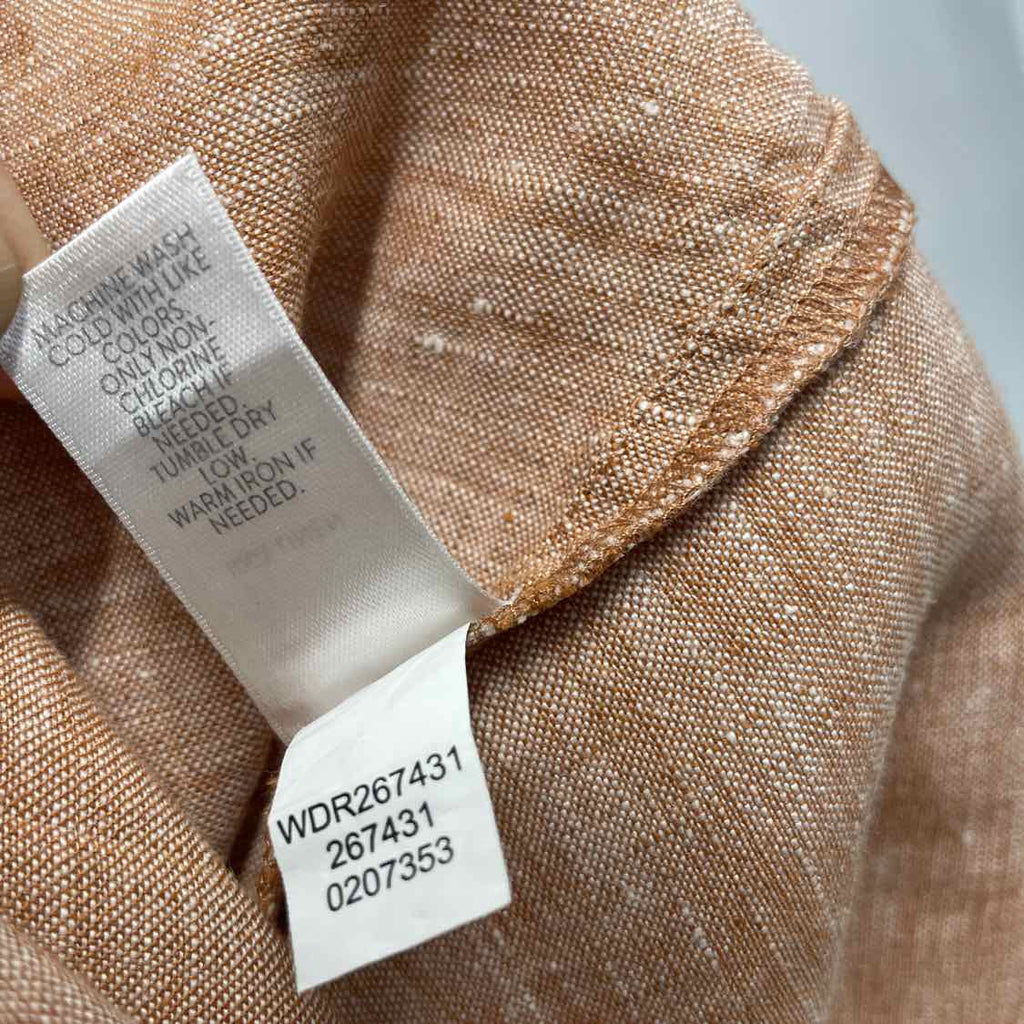 MACHINE WASH
COLD WITH LIKE
COLORS.
ONLY NON-
CHLORINE
BLEACH IF
NEEDED.
TUMBLE DRY
LOW.
WARM IRON IF
NEEDED.
WDR267431
267431
0207353